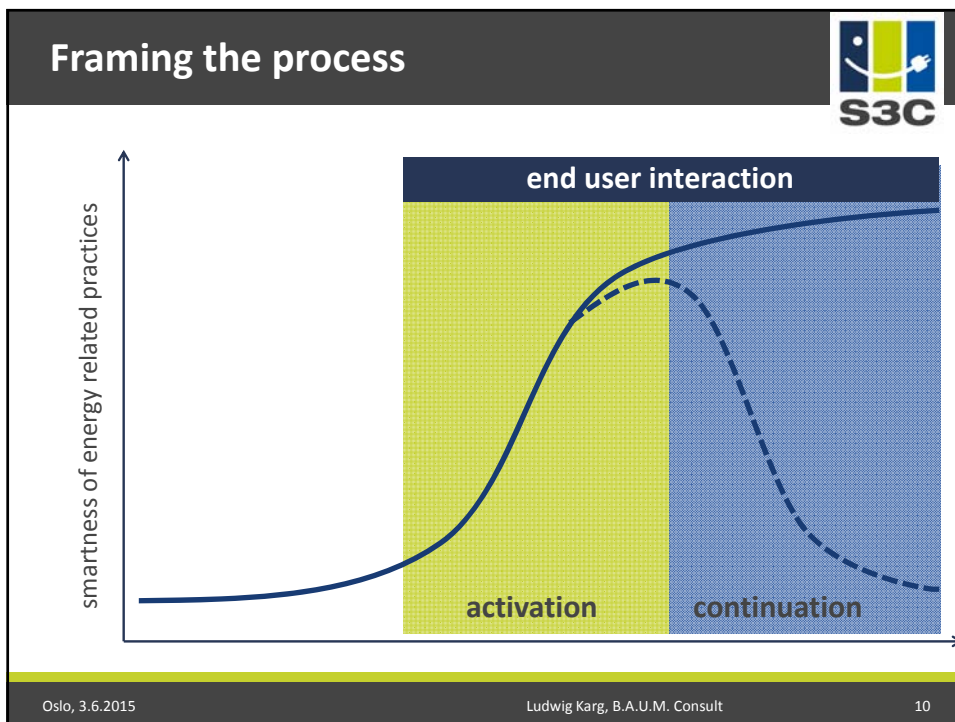 Framing the process
S3C
end user interaction
smartness of energy related practices
activation
continuation
Oslo, 3.6.2015
Ludwig Karg, B.A.U.M. Consult
10